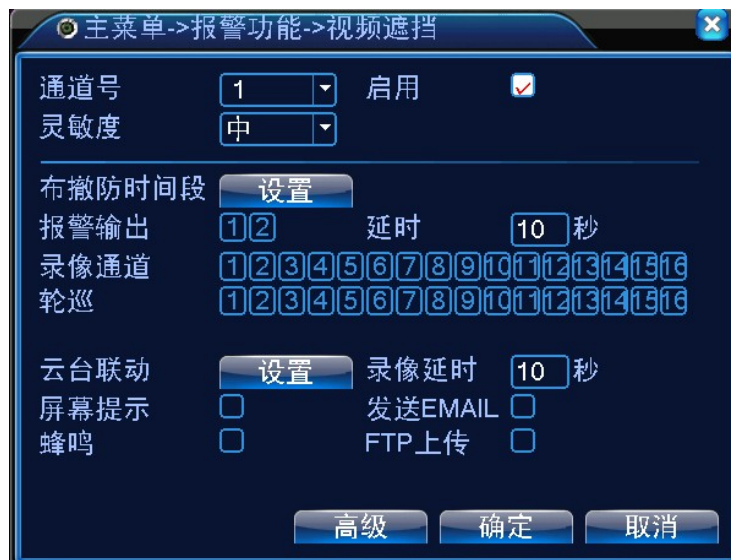 主菜单->报警功能->视频遮挡
通道号 1 启用
灵敏度 中
布撤防时间段 设置
报警输出 1 2 延时 10 秒
录像通道 1 2 3 4 5 6 7 8 9 10 11 12 13 14 15 16
轮巡 1 2 3 4 5 6 7 8 9 10 11 12 13 14 15 16
云台联动 设置 录像延时 10 秒
屏幕提示 发送EMAIL
蜂鸣 FTP上传
高级 确定 取消